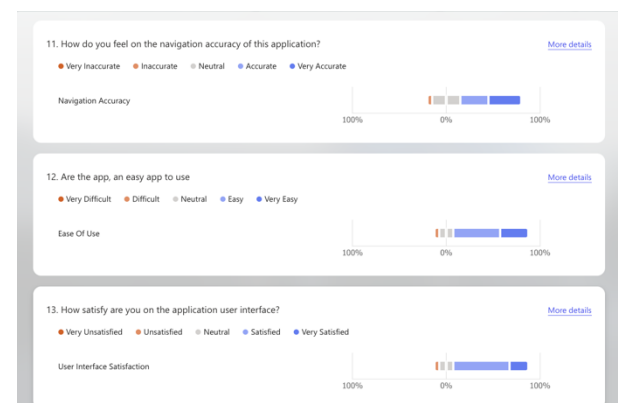 11. How do you feel on the navigation accuracy of this application?
More details
Very Inaccurate Inaccurate Neutral Accurate Very Accurate
Navigation Accuracy
100% 0% 100%
12. Are the app, an easy app to use
More details
Very Difficult Difficult Neutral Easy Very Easy
Ease Of Use
100% 0% 100%
13. How satisfy are you on the application user interface?
More details
Very Unsatisfied Unsatisfied Neutral Satisfied Very Satisfied
User Interface Satisfaction
100% 0% 100%